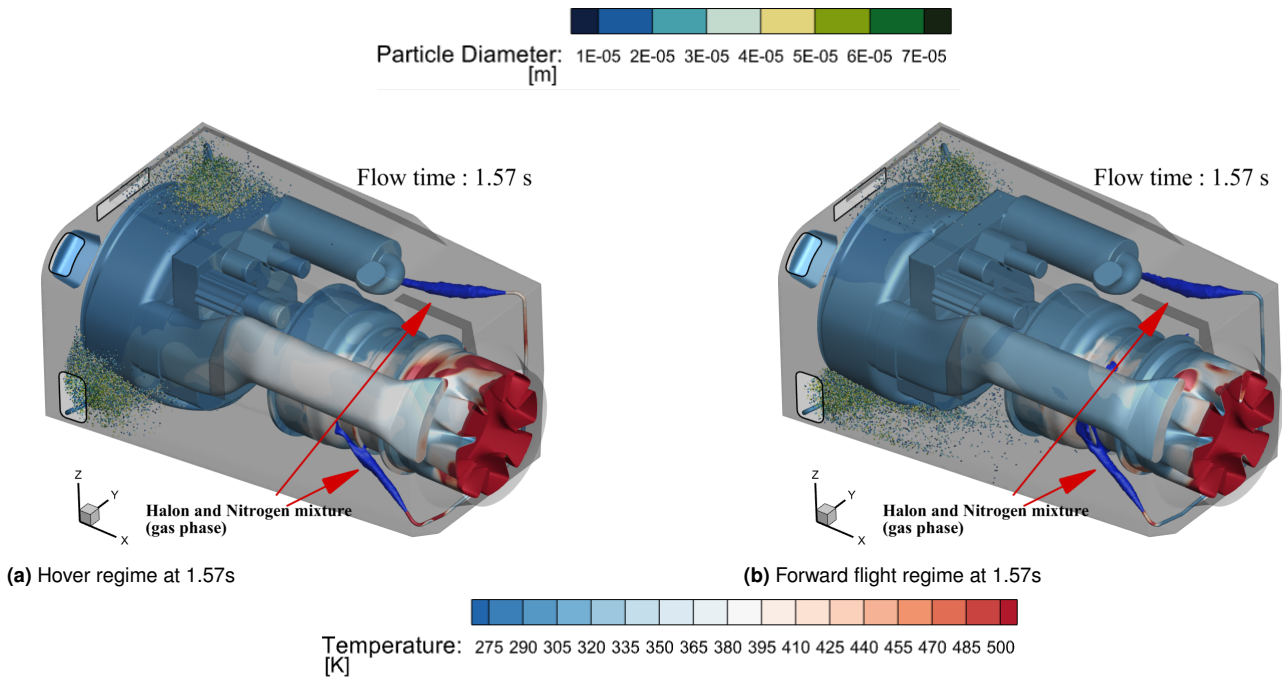 Particle Diameter: 1E-05 2E-05 3E-05 4E-05 5E-05 6E-05 7E-05
[m]
Flow time : 1.57 s
Z
Y
X
Halon and Nitrogen mixture
(gas phase)
(a) Hover regime at 1.57s
Flow time : 1.57 s
Z
Y
X
Halon and Nitrogen mixture
(gas phase)
(b) Forward flight regime at 1.57s
Temperature: 275 290 305 320 335 350 365 380 395 410 425 440 455 470 485 500
[K]